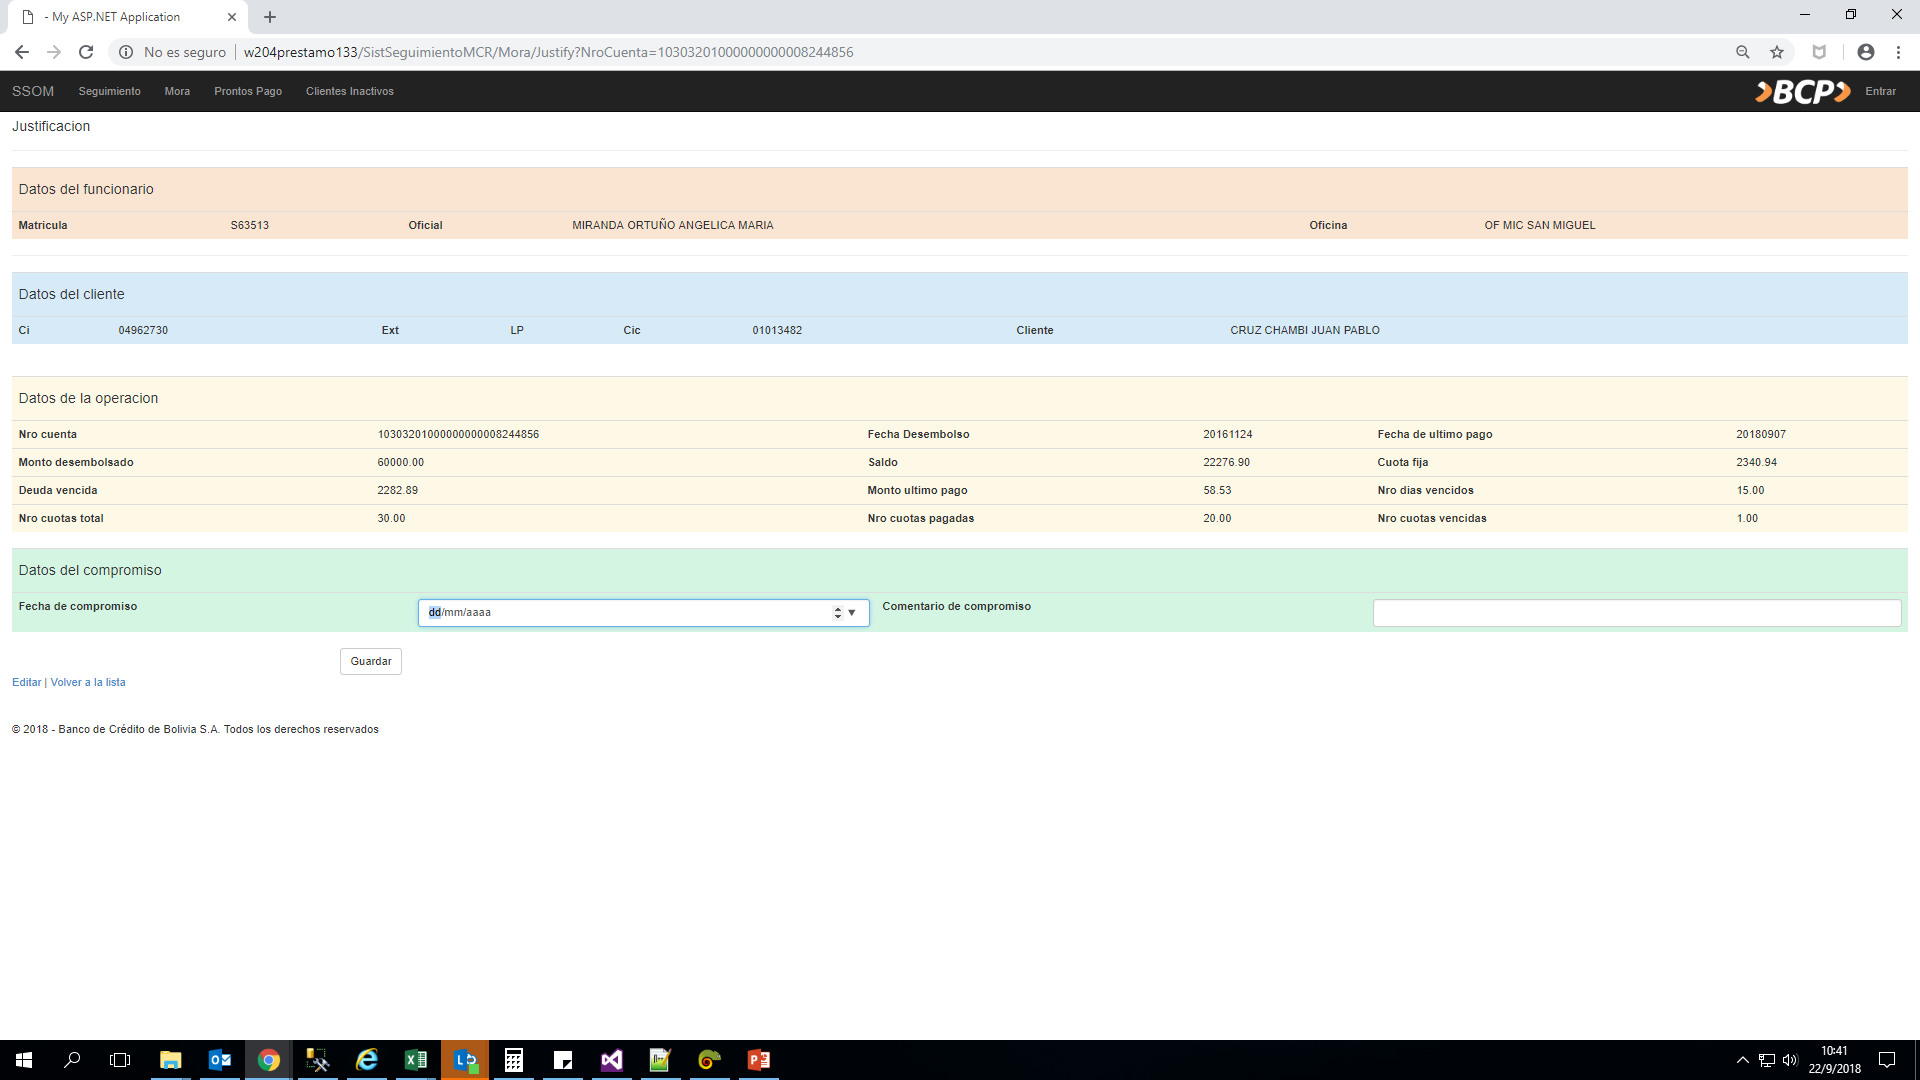 - My ASP.NET Application
No es seguro w204prestamo133/SistSeguimientoMCR/Mora/Justify?NroCuenta=10303201000000000008244856
SSOM Seguimiento Mora Prontos Pago Clientes Inactivos BCP Entrar
Justificacion
Datos del funcionario
Matricula S63513 Oficial MIRANDA ORTUÑO ANGELICA MARIA Oficina OF MIC SAN MIGUEL
Datos del cliente
Ci 04962730 Ext LP Cic 01013482 Cliente CRUZ CHAMBI JUAN PABLO
Datos de la operacion
Nro cuenta 10303201000000000008244856 Fecha Desembolso 20161124 Fecha de ultimo pago 20180907
Monto desembolsado 60000.00 Saldo 22276.90 Cuota fija 2340.94
Deuda vencida 2282.89 Monto ultimo pago 58.53 Nro dias vencidos 15.00
Nro cuotas total 30.00 Nro cuotas pagadas 20.00 Nro cuotas vencidas 1.00
Datos del compromiso
Fecha de compromiso dd/mm/aaaa Comentario de compromiso
Guardar
Editar | Volver a la lista
© 2018 - Banco de Crédito de Bolivia S.A. Todos los derechos reservados
10:41
22/9/2018